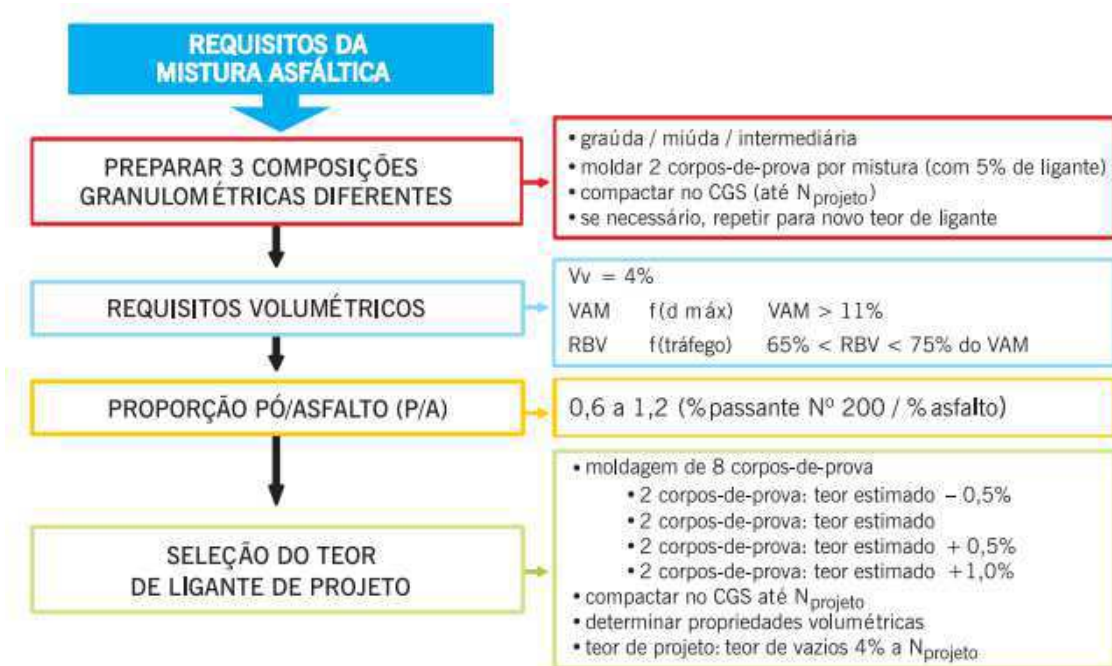 REQUISITOS DA
MISTURA ASFÁLTICA
PREPARAR 3 COMPOSIÇÕES
GRANULOMÉTRICAS DIFERENTES
• graúda / miúda / intermediária
• moldar 2 corpos-de-prova por mistura (com 5% de ligante)
• compactar no CGS (até Nprojeto)
• se necessário, repetir para novo teor de ligante
REQUISITOS VOLUMÉTRICOS
Vv = 4%
VAM f(d máx) VAM > 11%
RBV f(tráfego) 65% < RBV < 75% do VAM
PROPORÇÃO PÓ/ASFALTO (P/A)
0,6 a 1,2 (%passante Nº 200 / %asfalto)
SELEÇÃO DO TEOR
DE LIGANTE DE PROJETO
• moldagem de 8 corpos-de-prova
• 2 corpos-de-prova: teor estimado – 0,5%
• 2 corpos-de-prova: teor estimado
• 2 corpos-de-prova: teor estimado + 0,5%
• 2 corpos-de-prova: teor estimado +1,0%
• compactar no CGS até Nprojeto
• determinar propriedades volumétricas
• teor de projeto: teor de vazios 4% a Nprojeto